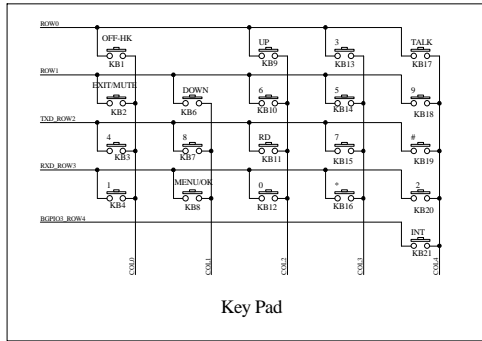 ROW0
OFF-HK UP 3 TALK
KB1 KB9 KB13 KB17
ROW1
EXIT/MUTE DOWN 6 5 9
KB2 KB6 KB10 KB14 KB18
TXD_ROW2
4 8 RD 7 #
KB3 KB7 KB11 KB15 KB19
RXD_ROW3
1 MENU/OK 0 * 2
KB4 KB8 KB12 KB16 KB20
BGPIO3_ROW4
INT
KB21
COL0 COL1 COL2 COL3 COL4
Key Pad